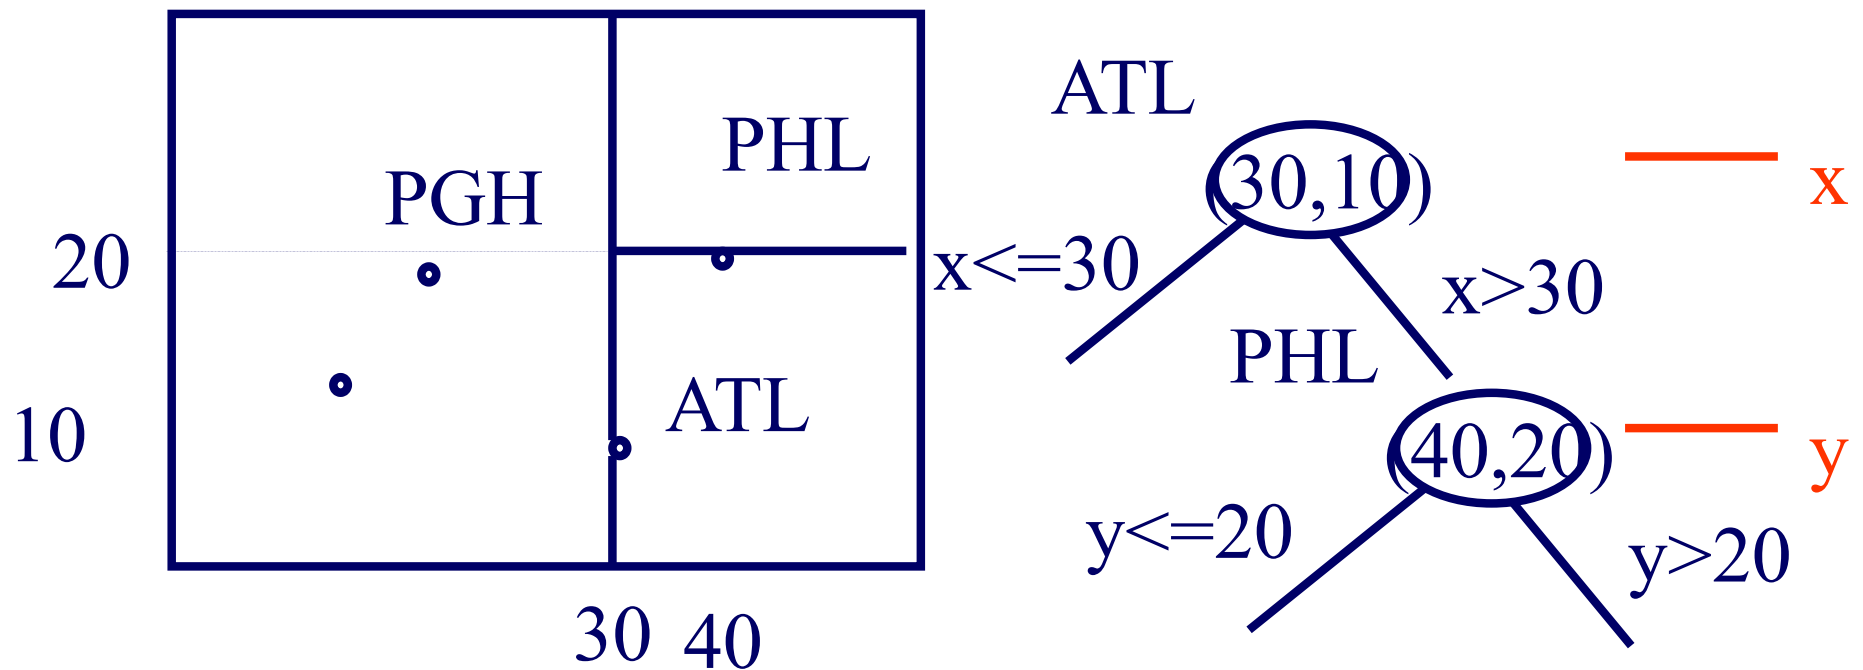 PGH
PHL
20
10
ATL
30
40
ATL
(30,10)
x
x<=30
x>30
PHL
(40,20)
y
y<=20
y>20